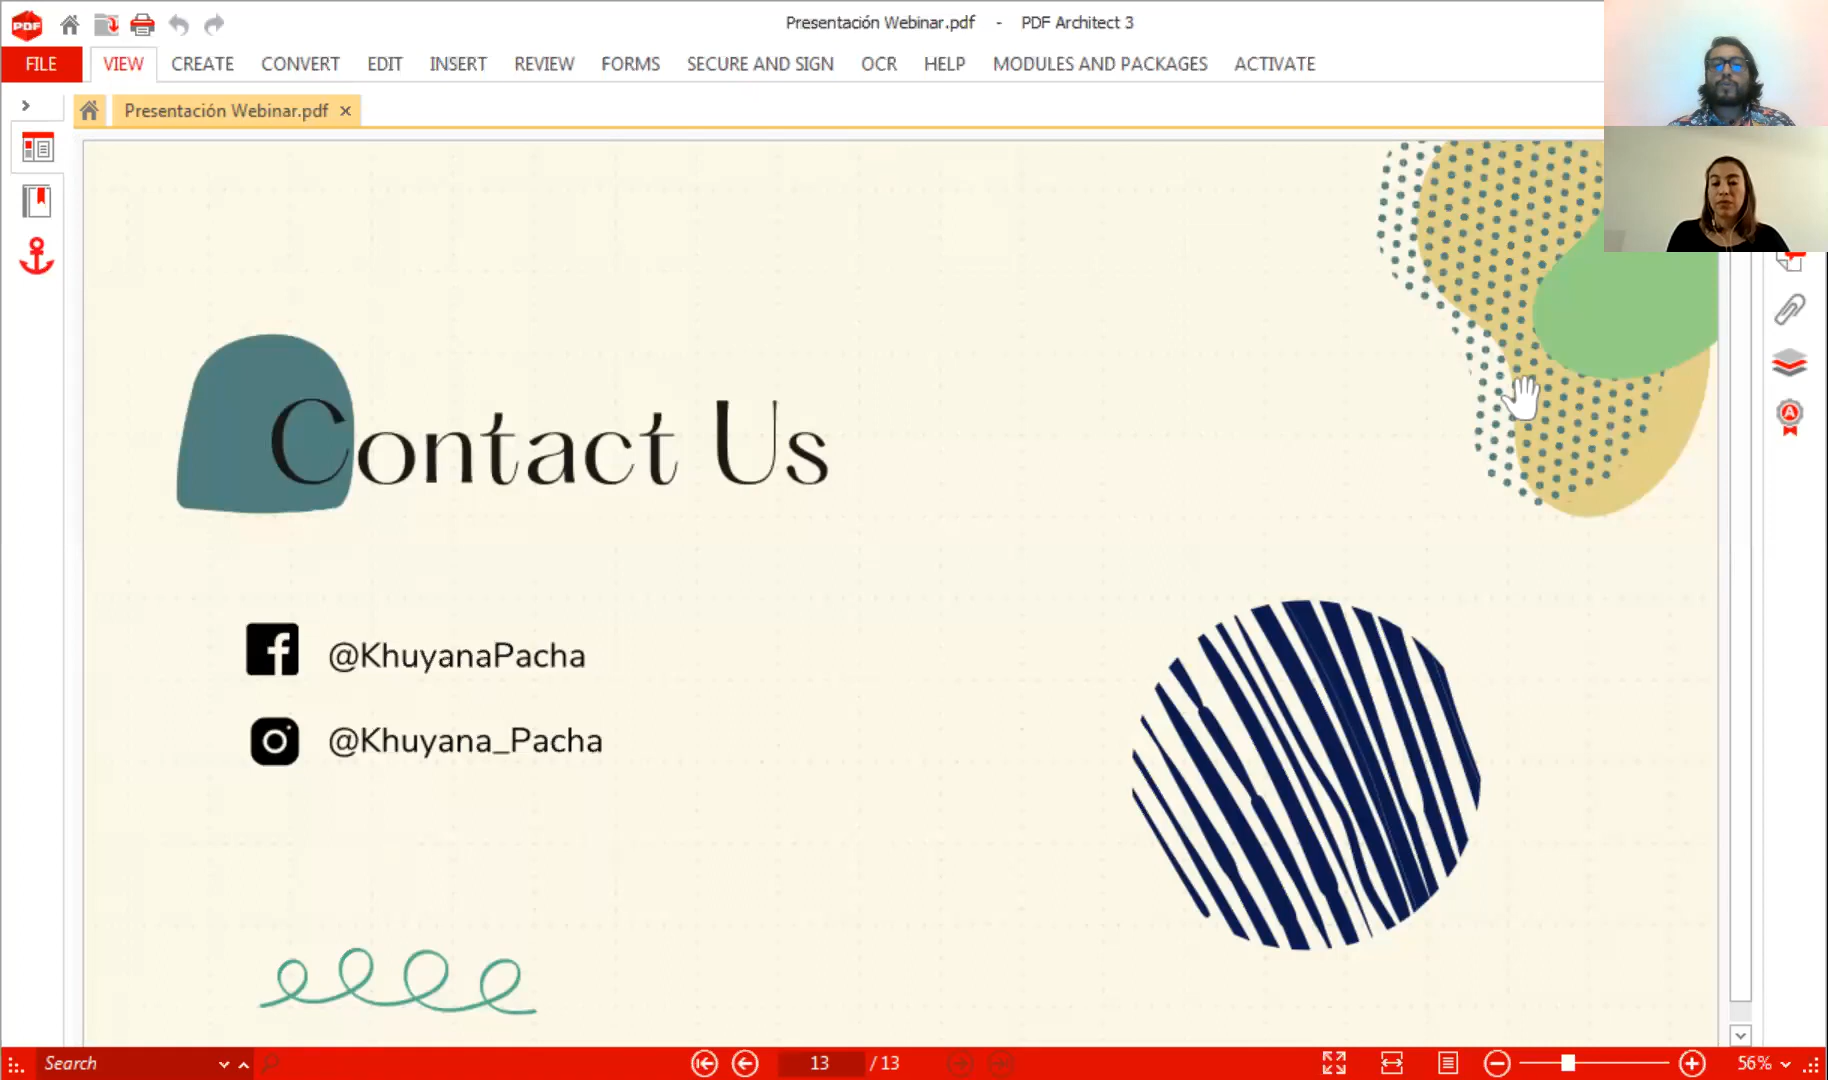 PDF
Presentación Webinar.pdf - PDF Architect 3
FILE VIEW CREATE CONVERT EDIT INSERT REVIEW FORMS SECURE AND SIGN OCR HELP MODULES AND PACKAGES ACTIVATE
Presentación Webinar.pdf
Contact Us
@KhuyanaPacha
@Khuyana_Pacha
Search 13 / 13 56%